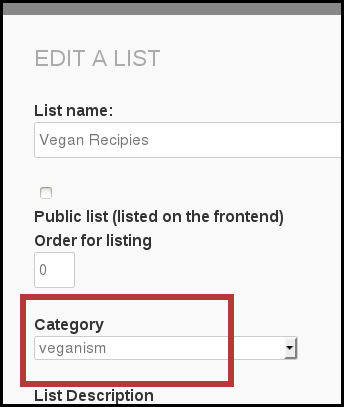 EDIT A LIST
List name:
Vegan Recipies
Public list (listed on the frontend)
Order for listing
0
Category
veganism
List Description